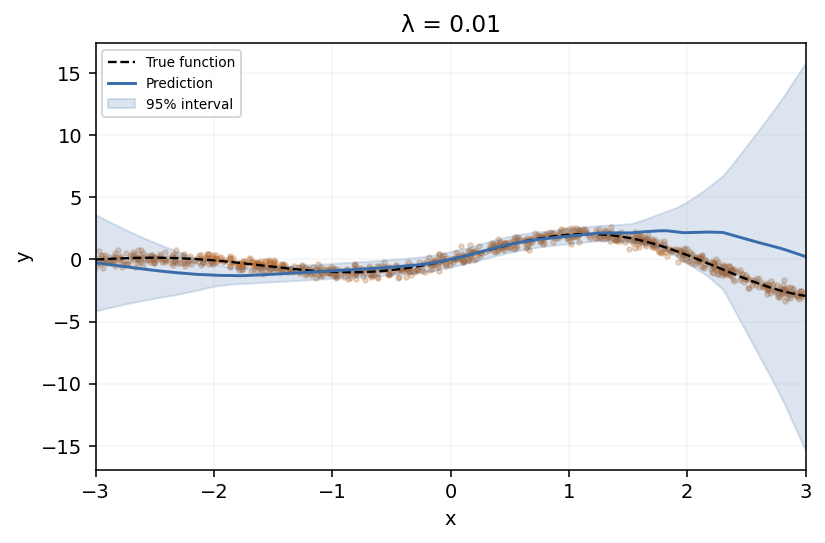 λ = 0.01
True function
Prediction
95% interval
15
10
5
0
−5
−10
−15
y
−3
−2
−1
0
1
2
3
x